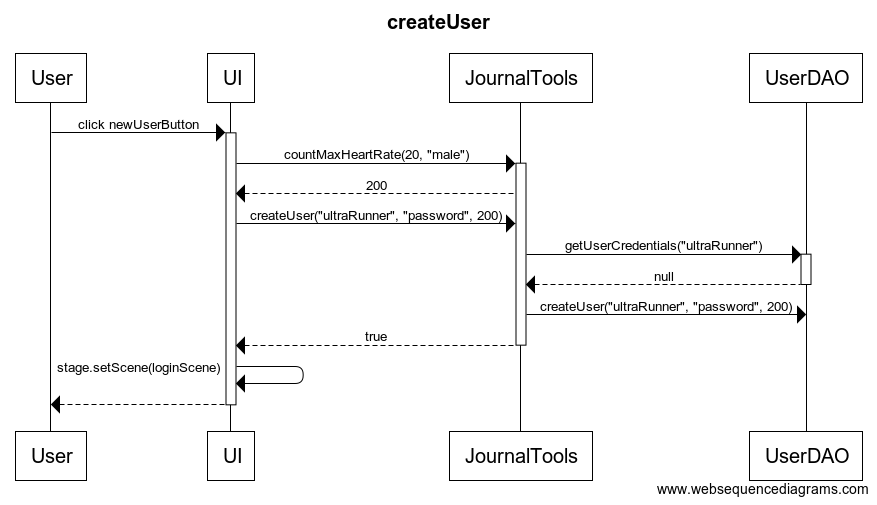 createUser
User
UI
JournalTools
UserDAO
click newUserButton
countMaxHeartRate(20, "male")
200
createUser("ultraRunner", "password", 200)
getUserCredentials("ultraRunner")
null
createUser("ultraRunner", "password", 200)
true
stage.setScene(loginScene)
User
UI
JournalTools
UserDAO
www.websequencediagrams.com